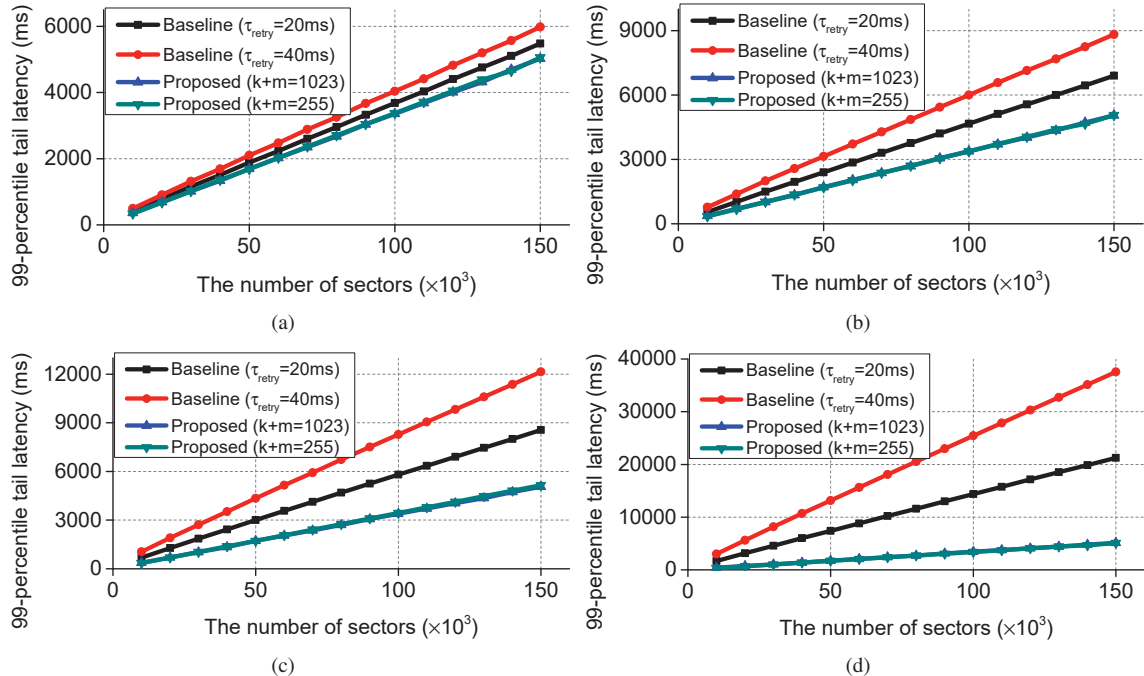 99-percentile tail latency (ms)
6000
4000
2000
0
Baseline (τretry=20ms)
Baseline (τretry=40ms)
Proposed (k+m=1023)
Proposed (k+m=255)
0 50 100 150
The number of sectors (×10³)
(a)
99-percentile tail latency (ms)
9000
6000
3000
0
Baseline (τretry=20ms)
Baseline (τretry=40ms)
Proposed (k+m=1023)
Proposed (k+m=255)
0 50 100 150
The number of sectors (×10³)
(b)
99-percentile tail latency (ms)
12000
9000
6000
3000
0
Baseline (τretry=20ms)
Baseline (τretry=40ms)
Proposed (k+m=1023)
Proposed (k+m=255)
0 50 100 150
The number of sectors (×10³)
(c)
99-percentile tail latency (ms)
40000
30000
20000
10000
0
Baseline (τretry=20ms)
Baseline (τretry=40ms)
Proposed (k+m=1023)
Proposed (k+m=255)
0 50 100 150
The number of sectors (×10³)
(d)